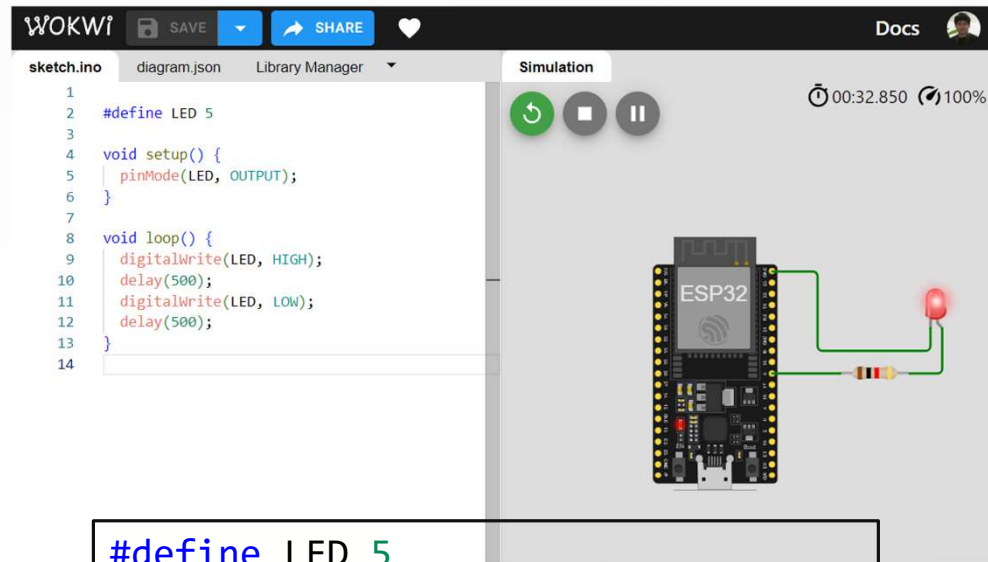 WOKWI SAVE SHARE Docs
sketch.ino diagram.json Library Manager Simulation
00:32.850 100%
1
2 #define LED 5
3
4 void setup() {
5 pinMode(LED, OUTPUT);
6 }
7
8 void loop() {
9 digitalWrite(LED, HIGH);
10 delay(500);
11 digitalWrite(LED, LOW);
12 delay(500);
13 }
14
ESP32
Boot
#define LED 5